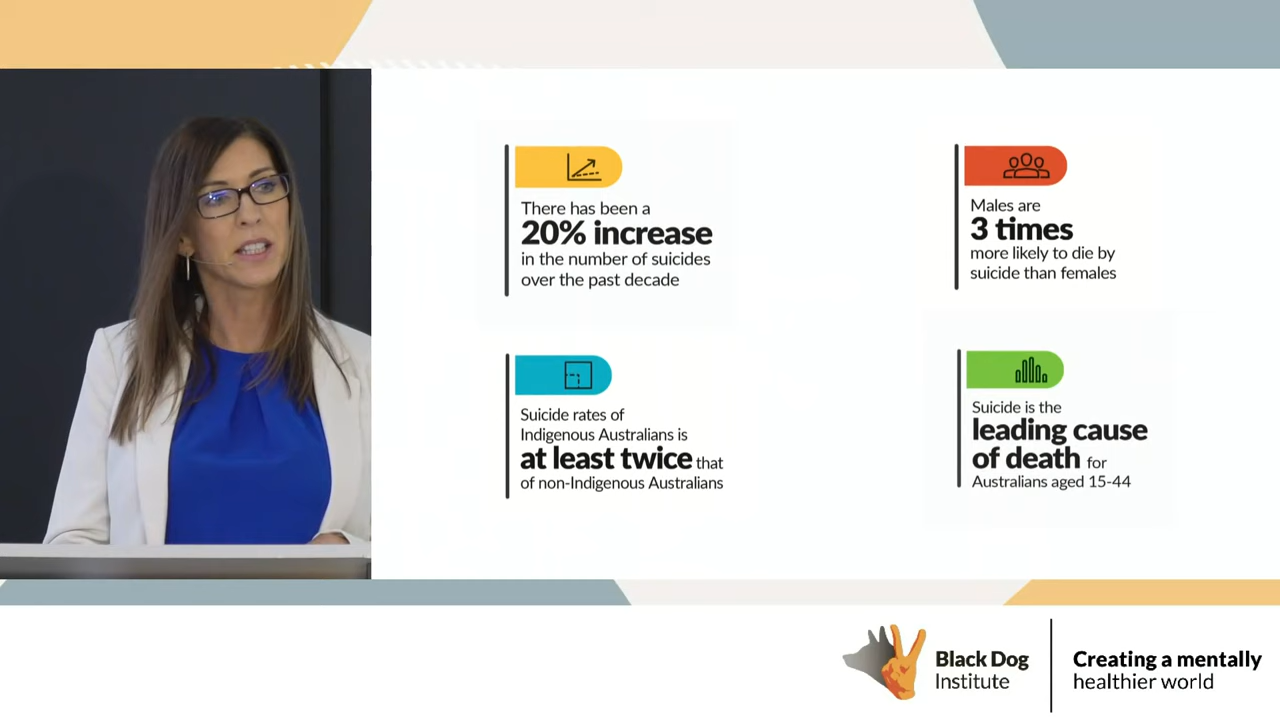 There has been a
20% increase
in the number of suicides
over the past decade
Males are
3 times
more likely to die by
suicide than females
Suicide rates of
Indigenous Australians is
at least twice that
of non-Indigenous Australians
Suicide is the
leading cause
of death for
Australians aged 15-44
Black Dog
Institute
Creating a mentally
healthier world